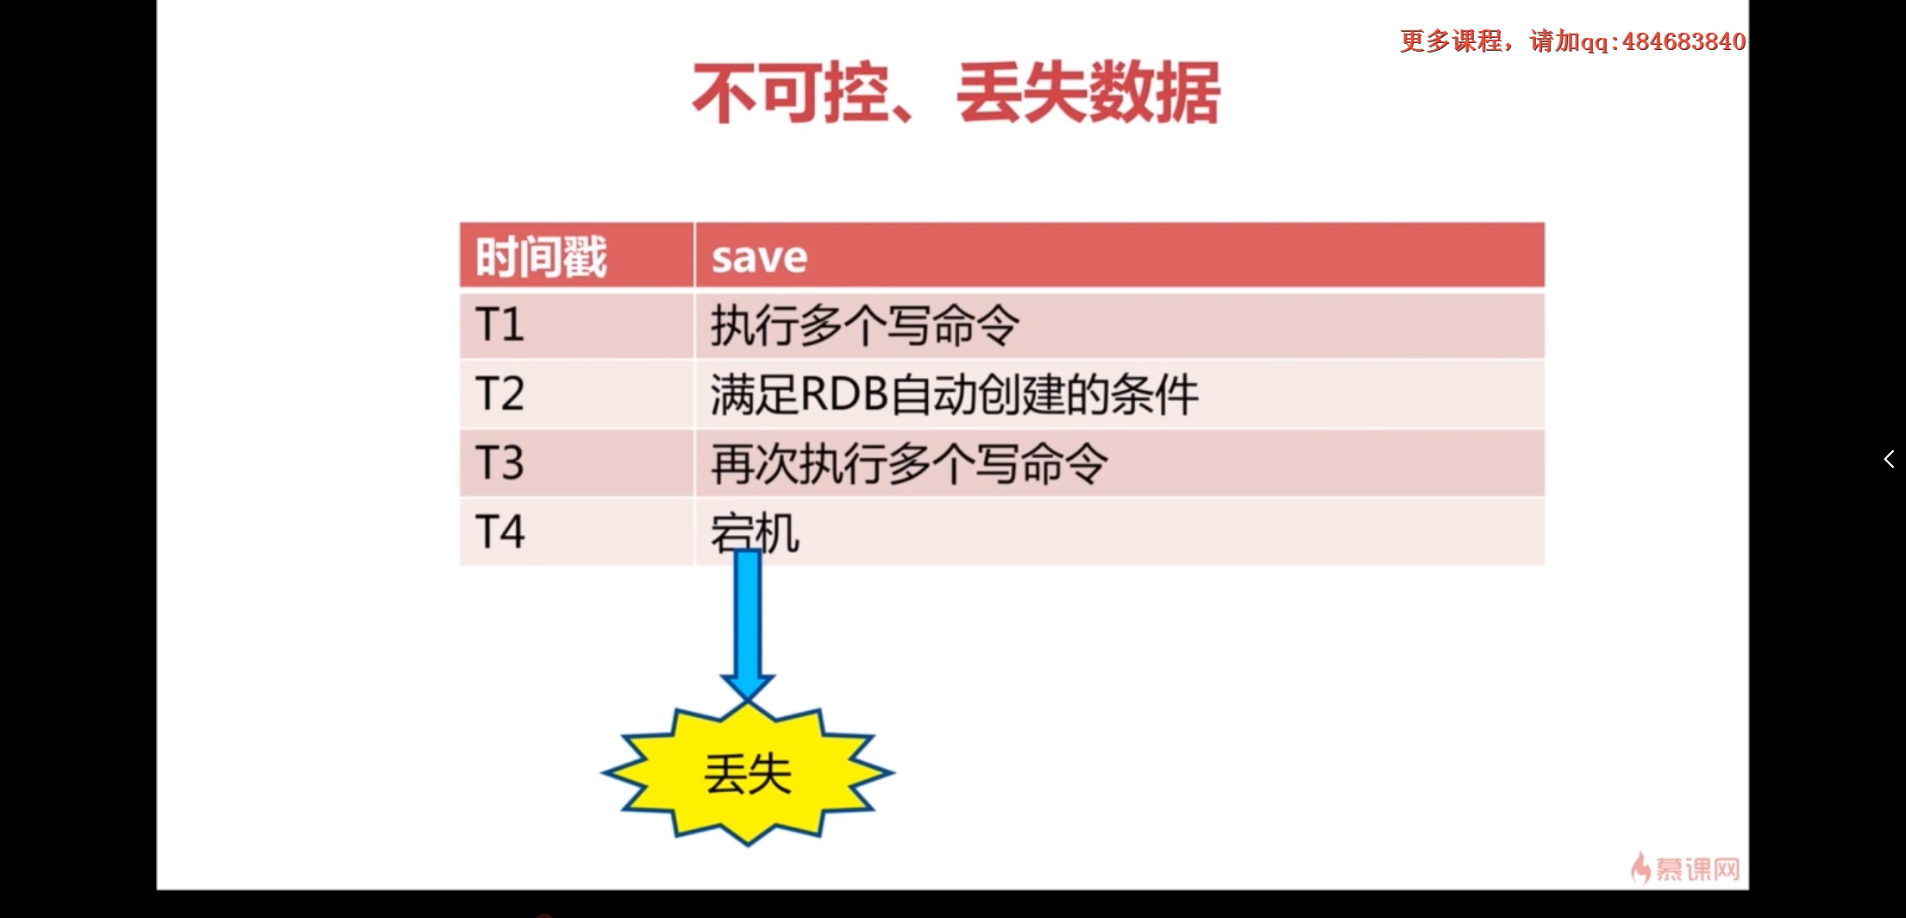 更多课程，请加qq:484683840
不可控、丢失数据
时间戳 save
T1 执行多个写命令
T2 满足RDB自动创建的条件
T3 再次执行多个写命令
T4 宕机
丢失
慕课网